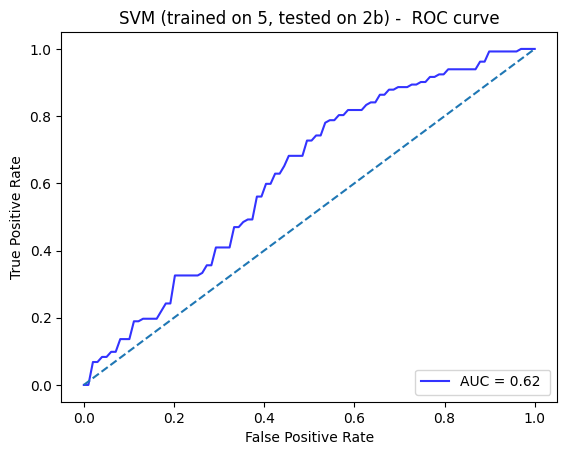 SVM (trained on 5, tested on 2b) -  ROC curve
True Positive Rate
1.0
0.8
0.6
0.4
0.2
0.0
0.0 0.2 0.4 0.6 0.8 1.0
False Positive Rate
AUC = 0.62